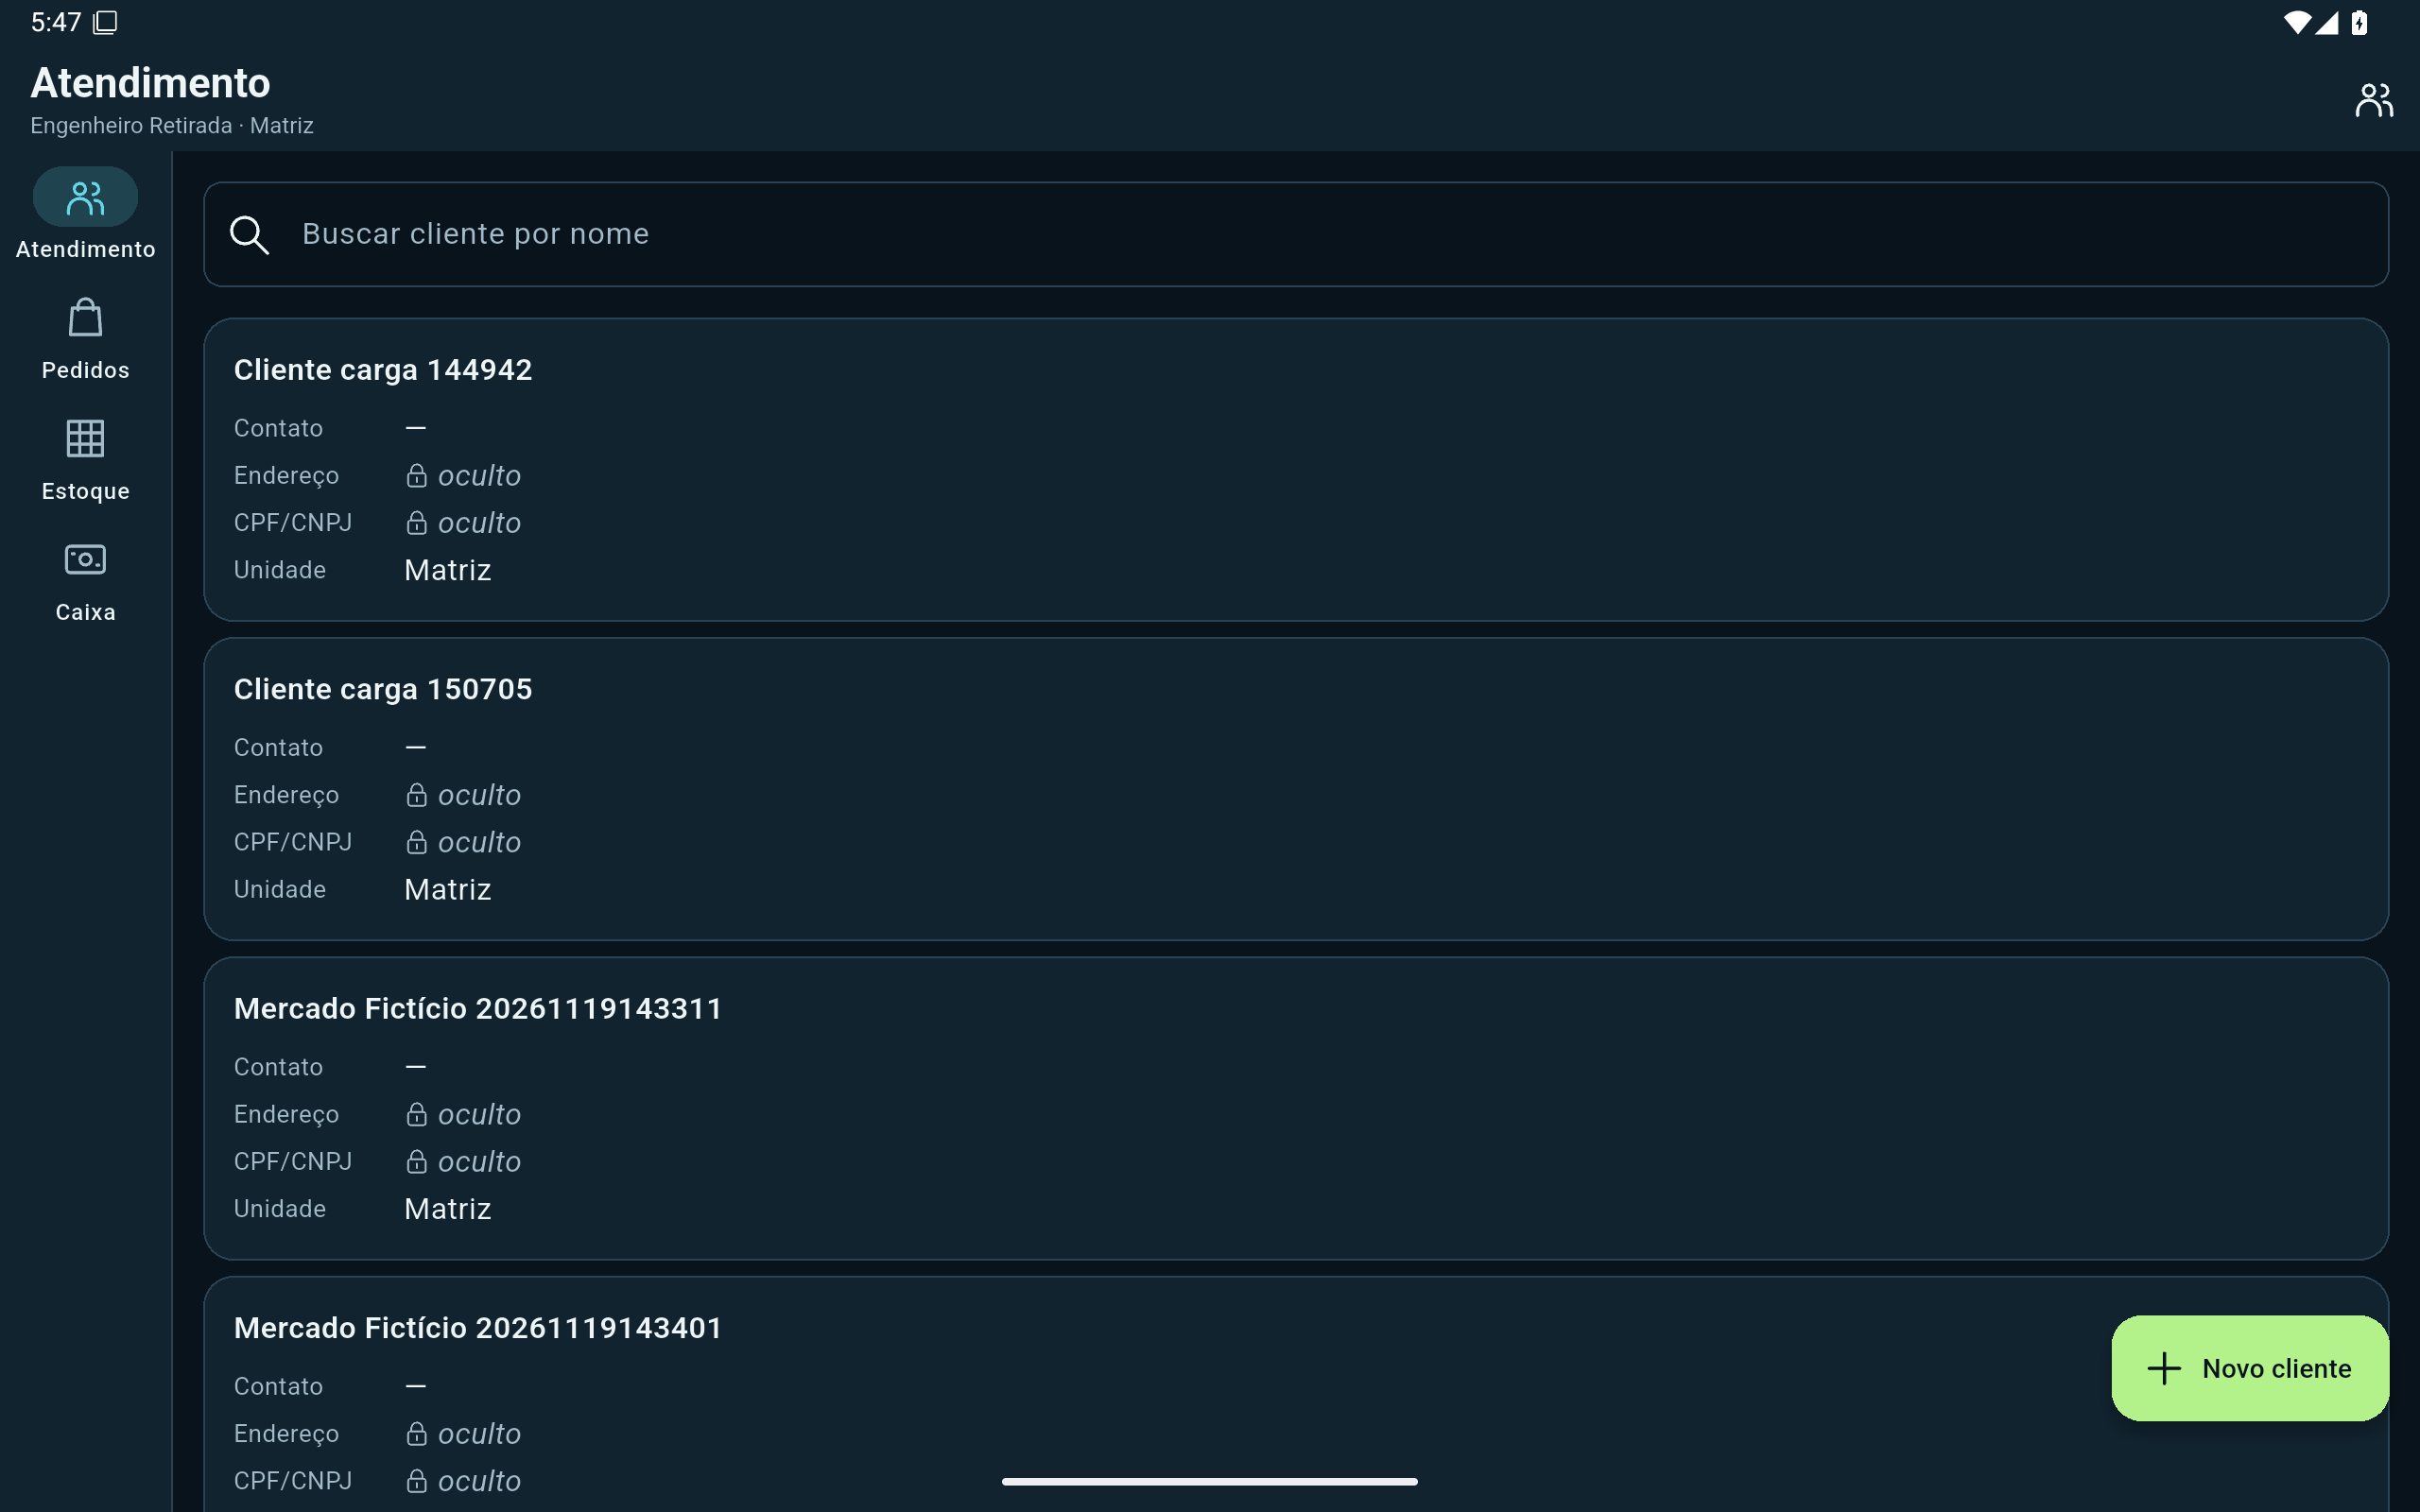 5:47
Atendimento
Engenheiro Retirada · Matriz
Atendimento
Pedidos
Estoque
Caixa
Buscar cliente por nome
Cliente carga 144942
Contato —
Endereço oculto
CPF/CNPJ oculto
Unidade Matriz
Cliente carga 150705
Contato —
Endereço oculto
CPF/CNPJ oculto
Unidade Matriz
Mercado Fictício 20261119143311
Contato —
Endereço oculto
CPF/CNPJ oculto
Unidade Matriz
Mercado Fictício 20261119143401
Contato —
Endereço oculto
CPF/CNPJ oculto
Novo cliente